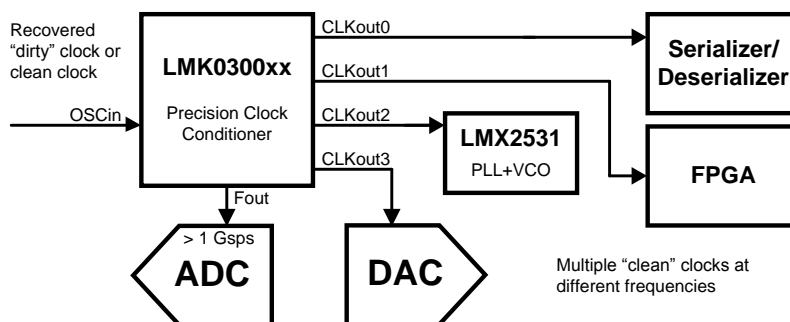 Recovered
“dirty” clock or
clean clock
OSCin
LMK0300xx
Precision Clock
Conditioner
CLKout0
CLKout1
CLKout2
CLKout3
Fout
Serializer/
Deserializer
LMX2531
PLL+VCO
FPGA
> 1 Gsps
ADC
DAC
Multiple “clean” clocks at
different frequencies